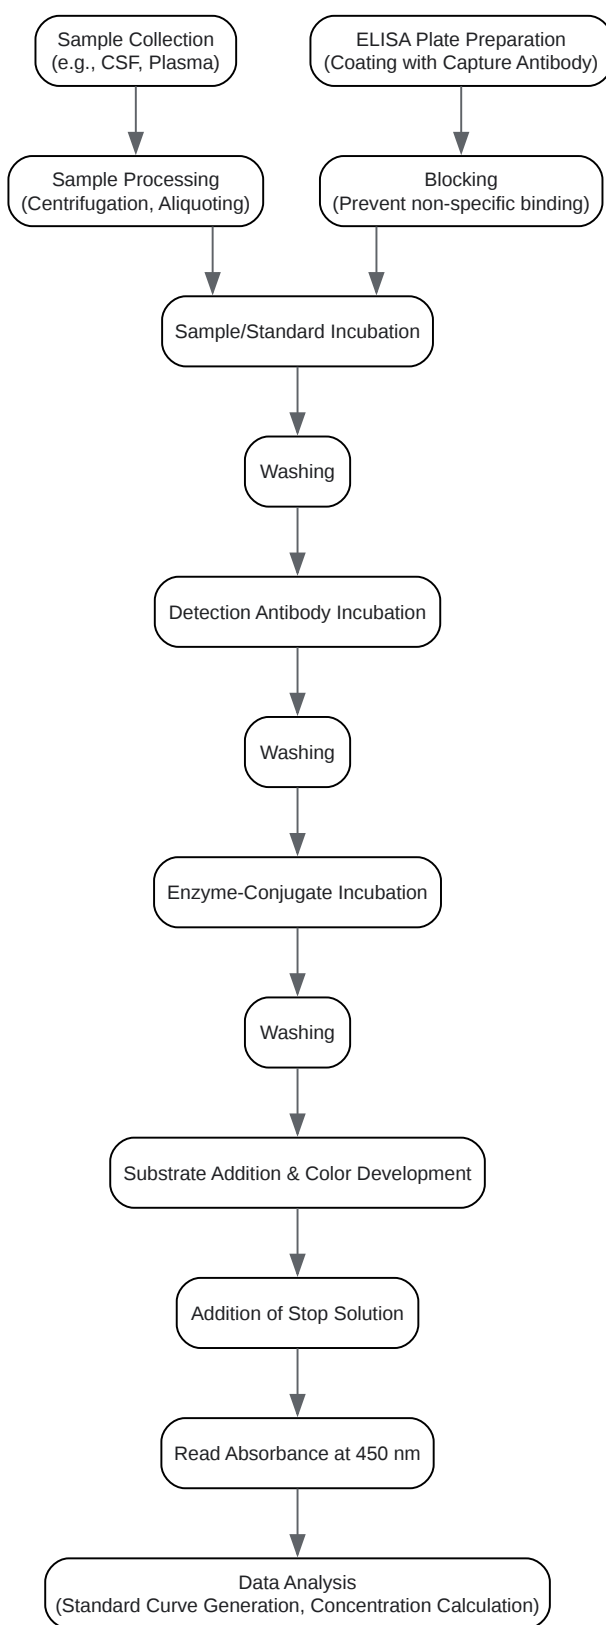 Sample Collection
(e.g., CSF, Plasma)
ELISA Plate Preparation
(Coating with Capture Antibody)
Sample Processing
(Centrifugation, Aliquoting)
Blocking
(Prevent non-specific binding)
Sample/Standard Incubation
Washing
Detection Antibody Incubation
Washing
Enzyme-Conjugate Incubation
Washing
Substrate Addition & Color Development
Addition of Stop Solution
Read Absorbance at 450 nm
Data Analysis
(Standard Curve Generation, Concentration Calculation)